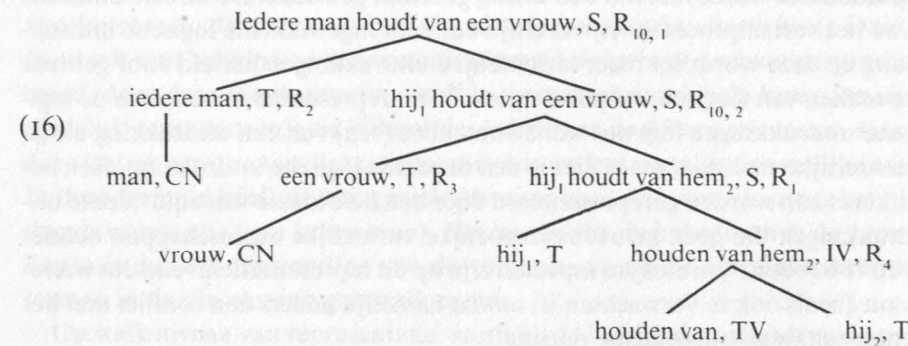 Iedere man houdt van een vrouw, S, R₁₀, ₁
iedere man, T, R₂ hij₁ houdt van een vrouw, S, R₁₀, ₂
(16)
man, CN een vrouw, T, R₃ hij₁ houdt van hem₂, S, R₁
vrouw, CN hij₁, T houden van hem₂, IV, R₄
houden van, TV hij₂, T